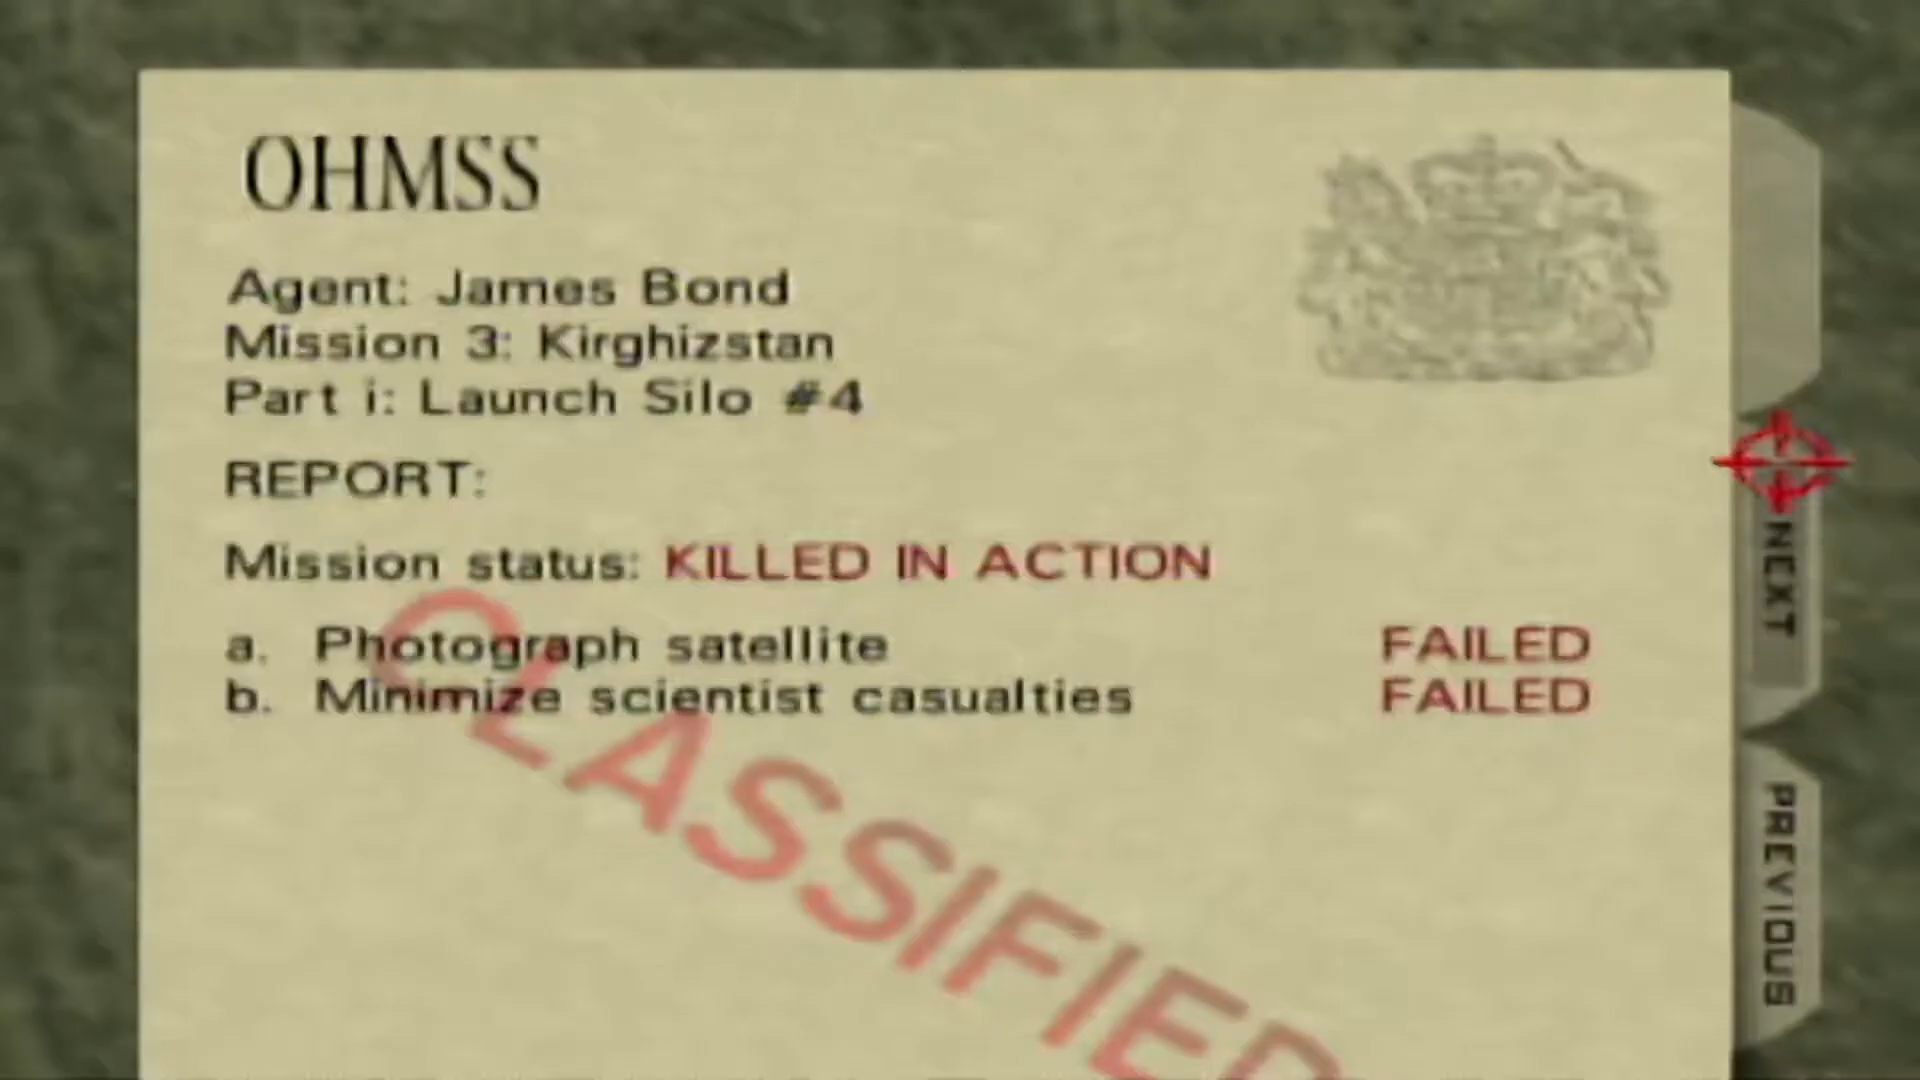 OHMSS
Agent: James Bond
Mission 3: Kirghizstan
Part i: Launch Silo #4
REPORT:
Mission status: KILLED IN ACTION
a. Photograph satellite FAILED
b. Minimize scientist casualties FAILED
CLASSIFIED
NEXT
PREVIOUS